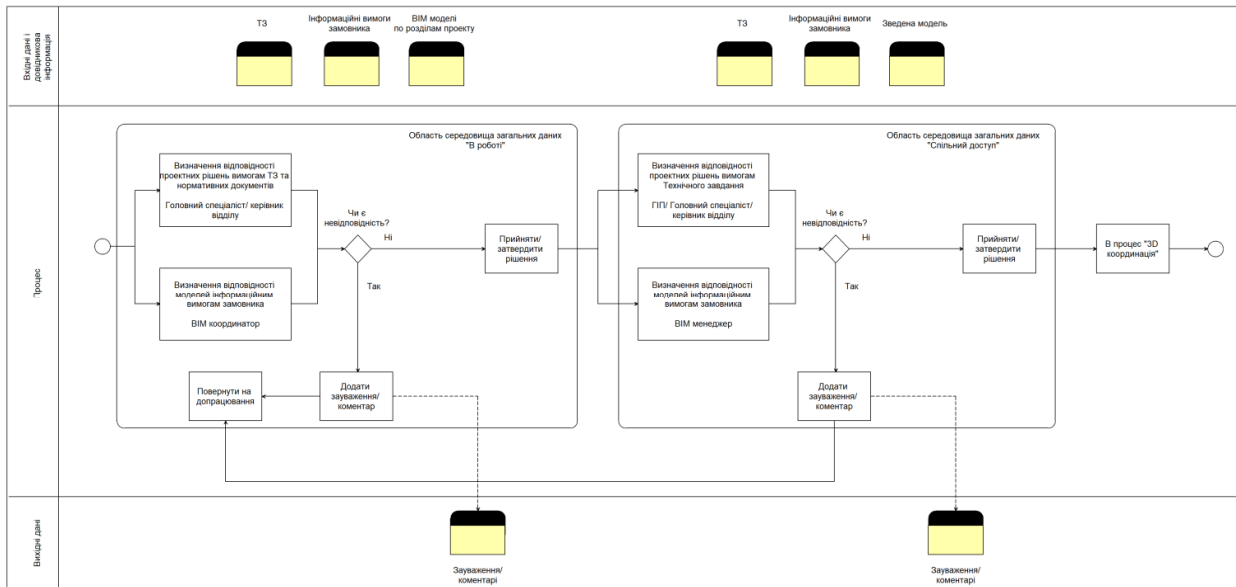 Вхідні дані і
довідникова
інформація
ТЗ
Інформаційні вимоги
замовника
BIM моделі
по розділам проекту
ТЗ
Інформаційні вимоги
замовника
Зведена модель
Процес
Область середовища загальних даних
"В роботі"
Визначення відповідності
проектних рішень вимогам ТЗ та
нормативних документів
Головний спеціаліст/ керівник
відділу
Чи є
невідповідність?
Ні
Так
Прийняти/
затвердити
рішення
Визначення відповідності
моделей інформаційним
вимогам замовника
BIM координатор
Повернути на
допрацювання
Додати
зауваження/
коментар
Область середовища загальних даних
"Спільний доступ"
Визначення відповідності
проектних рішень вимогам
Технічного завдання
ГІП/ Головний спеціаліст/
керівник відділу
Чи є
невідповідність?
Ні
Так
Прийняти/
затвердити
рішення
Визначення відповідності
моделей інформаційним
вимогам замовника
BIM менеджер
Додати
зауваження/
коментар
В процес "3D
координація"
Вихідні дані
Зауваження/
коментарі
Зауваження/
коментарі